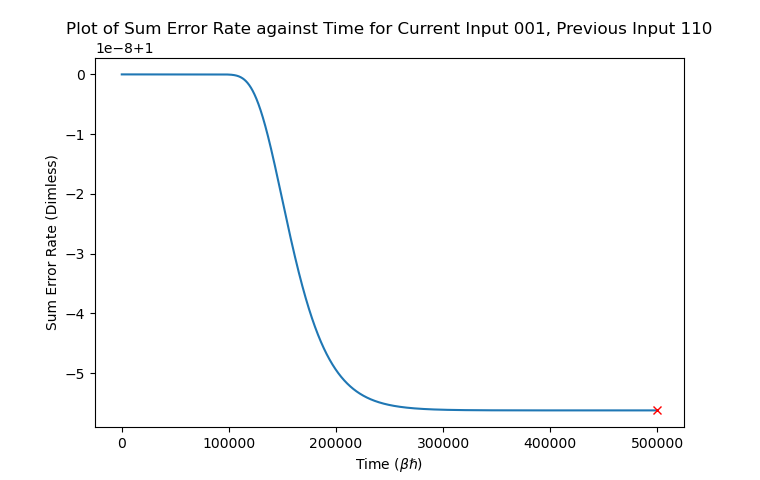 Plot of Sum Error Rate against Time for Current Input 001, Previous Input 110
1e−8+1
0
−1
−2
−3
−4
−5
Sum Error Rate (Dimless)
0 100000 200000 300000 400000 500000
Time (βℏ)